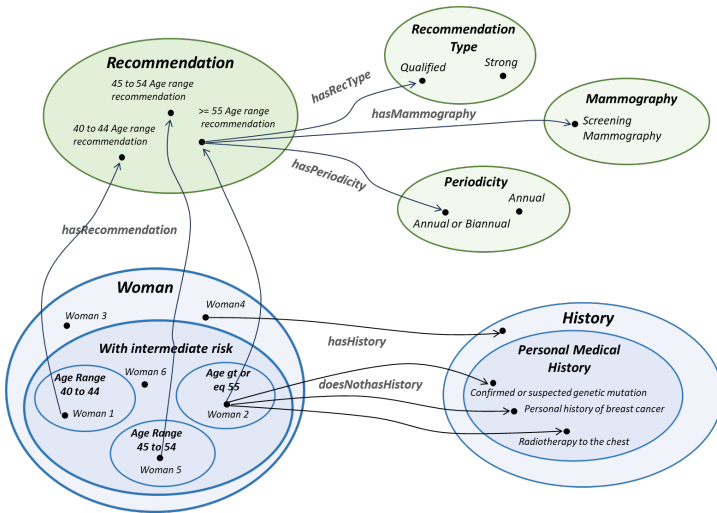 Recommendation
Type
Qualified
Strong
Recommendation
45 to 54 Age range
recommendation
>= 55 Age range
recommendation
40 to 44 Age range
recommendation
hasRecType
hasMammography
hasPeriodicity
Mammography
Screening
Mammography
Periodicity
Annual
Annual or Biannual
hasRecommendation
Woman
Woman 3
Woman4
With intermediate risk
Age Range
40 to 44
Woman 1
Woman 6
Age gt or
eq 55
Woman 2
Age Range
45 to 54
Woman 5
hasHistory
doesNothasHistory
History
Personal Medical
History
Confirmed or suspected genetic mutation
Personal history of breast cancer
Radiotherapy to the chest